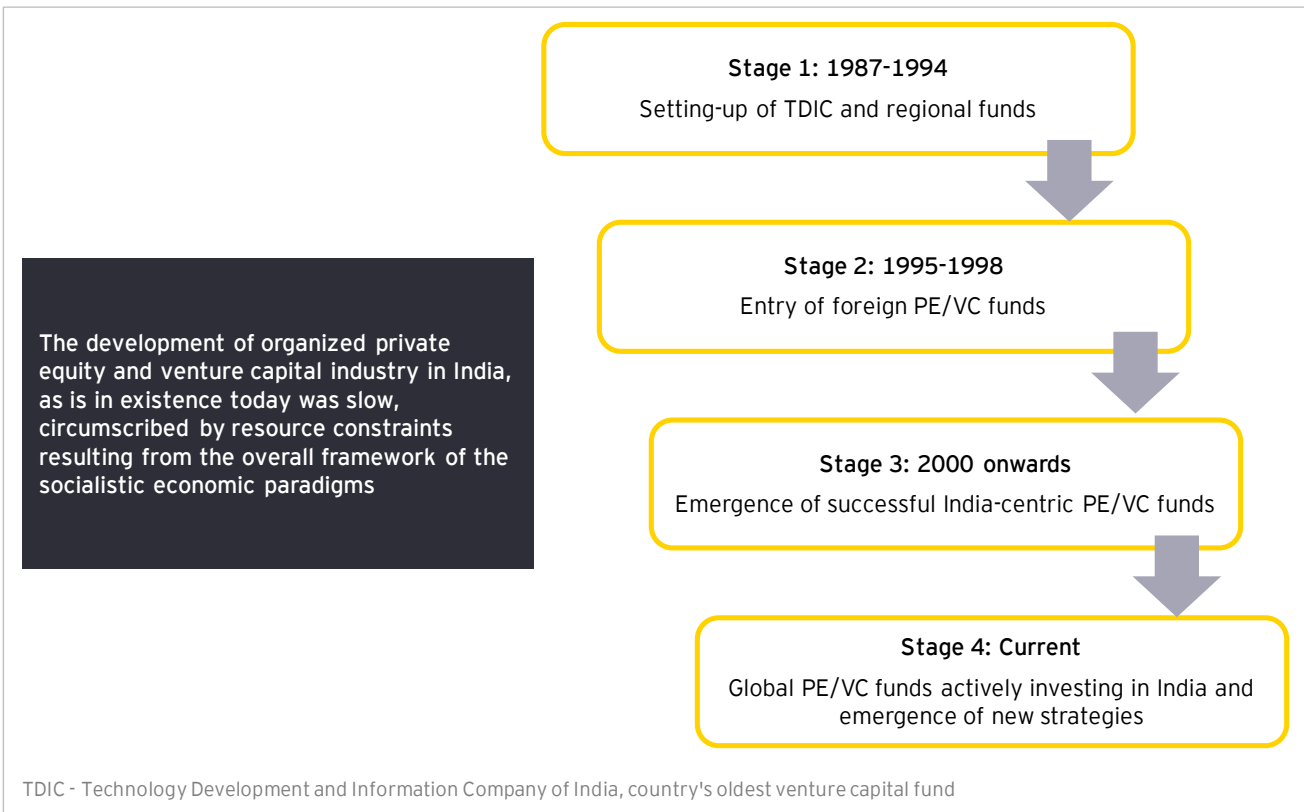 Stage 1: 1987-1994
Setting-up of TDIC and regional funds
Stage 2: 1995-1998
Entry of foreign PE/VC funds
The development of organized private
equity and venture capital industry in India,
as is in existence today was slow,
circumscribed by resource constraints
resulting from the overall framework of the
socialistic economic paradigms
Stage 3: 2000 onwards
Emergence of successful India-centric PE/VC funds
Stage 4: Current
Global PE/VC funds actively investing in India and
emergence of new strategies
TDIC - Technology Development and Information Company of India, country's oldest venture capital fund